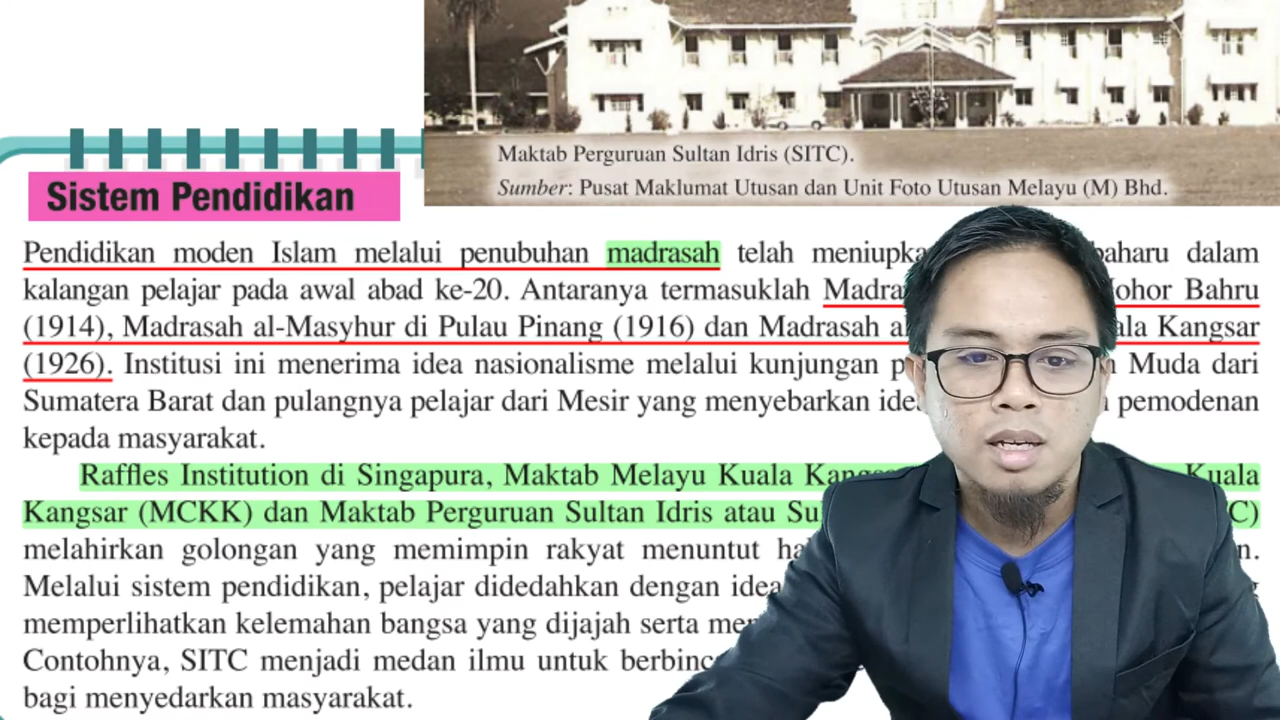 Maktab Perguruan Sultan Idris (SITC).
Sumber: Pusat Maklumat Utusan dan Unit Foto Utusan Melayu (M) Bhd.
Sistem Pendidikan
Pendidikan moden Islam melalui penubuhan madrasah telah meniupka baharu dalam
kalangan pelajar pada awal abad ke-20. Antaranya termasuklah Madra Johor Bahru
(1914), Madrasah al-Masyhur di Pulau Pinang (1916) dan Madrasah a ala Kangsar
(1926). Institusi ini menerima idea nasionalisme melalui kunjungan p Muda dari
Sumatera Barat dan pulangnya pelajar dari Mesir yang menyebarkan idea pemodenan
kepada masyarakat.
Raffles Institution di Singapura, Maktab Melayu Kuala Kangs Kuala
Kangsar (MCKK) dan Maktab Perguruan Sultan Idris atau Su C)
melahirkan golongan yang memimpin rakyat menuntut ha n.
Melalui sistem pendidikan, pelajar didedahkan dengan idea g
memperlihatkan kelemahan bangsa yang dijajah serta me
Contohnya, SITC menjadi medan ilmu untuk berbinc
bagi menyedarkan masyarakat.